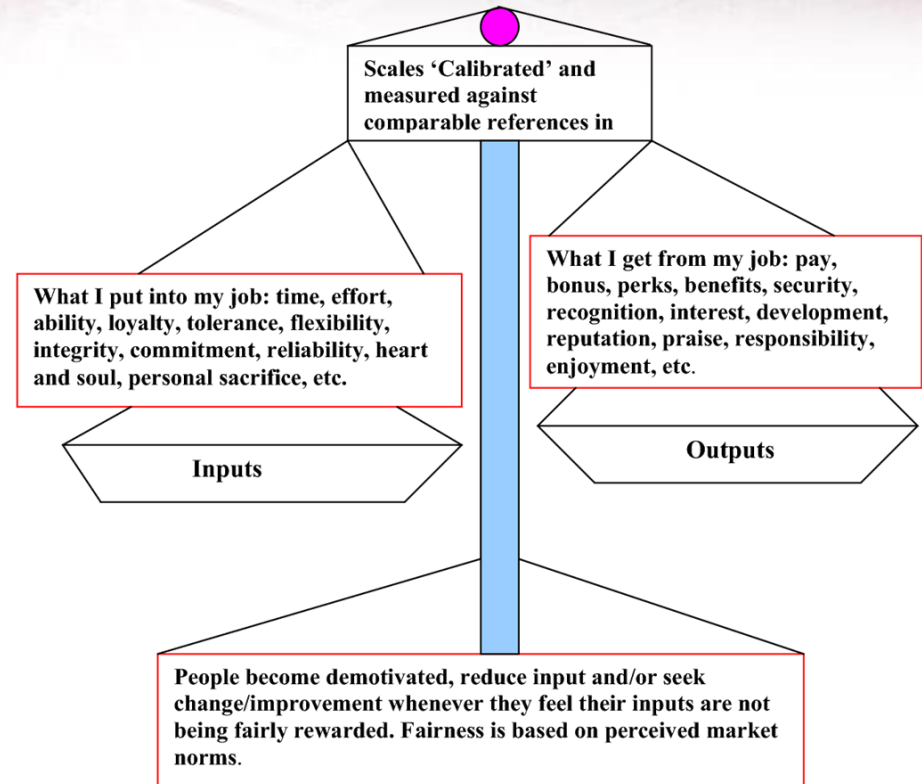 Scales ‘Calibrated’ and
measured against
comparable references in
What I put into my job: time, effort,
ability, loyalty, tolerance, flexibility,
integrity, commitment, reliability, heart
and soul, personal sacrifice, etc.
What I get from my job: pay,
bonus, perks, benefits, security,
recognition, interest, development,
reputation, praise, responsibility,
enjoyment, etc.
Inputs
Outputs
People become demotivated, reduce input and/or seek
change/improvement whenever they feel their inputs are not
being fairly rewarded. Fairness is based on perceived market
norms.